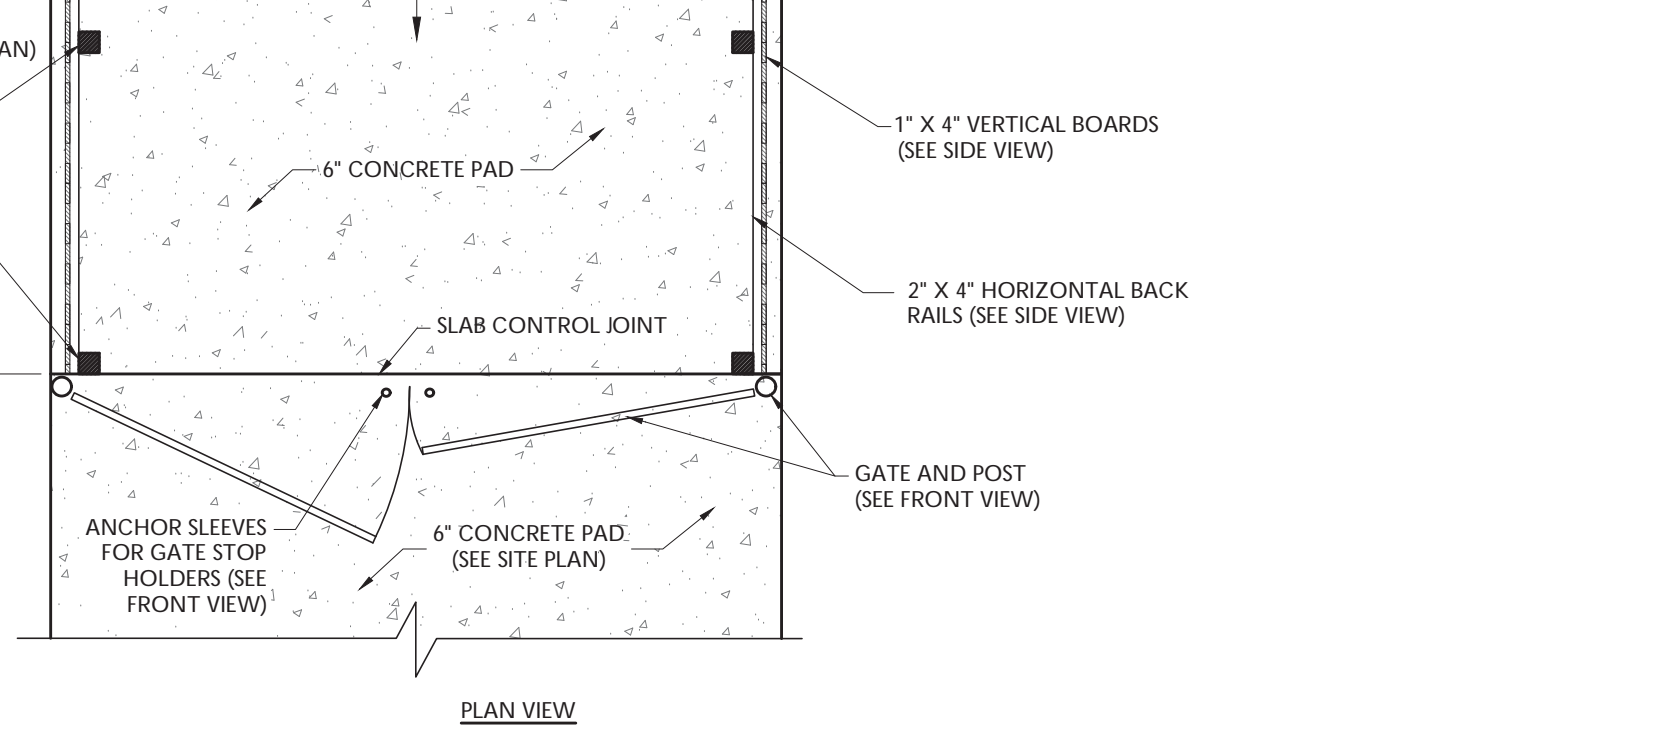 AN)
1" X 4" VERTICAL BOARDS
(SEE SIDE VIEW)
6" CONCRETE PAD
2" X 4" HORIZONTAL BACK
RAILS (SEE SIDE VIEW)
SLAB CONTROL JOINT
GATE AND POST
(SEE FRONT VIEW)
ANCHOR SLEEVES
FOR GATE STOP
HOLDERS (SEE
FRONT VIEW)
6" CONCRETE PAD
(SEE SITE PLAN)
PLAN VIEW